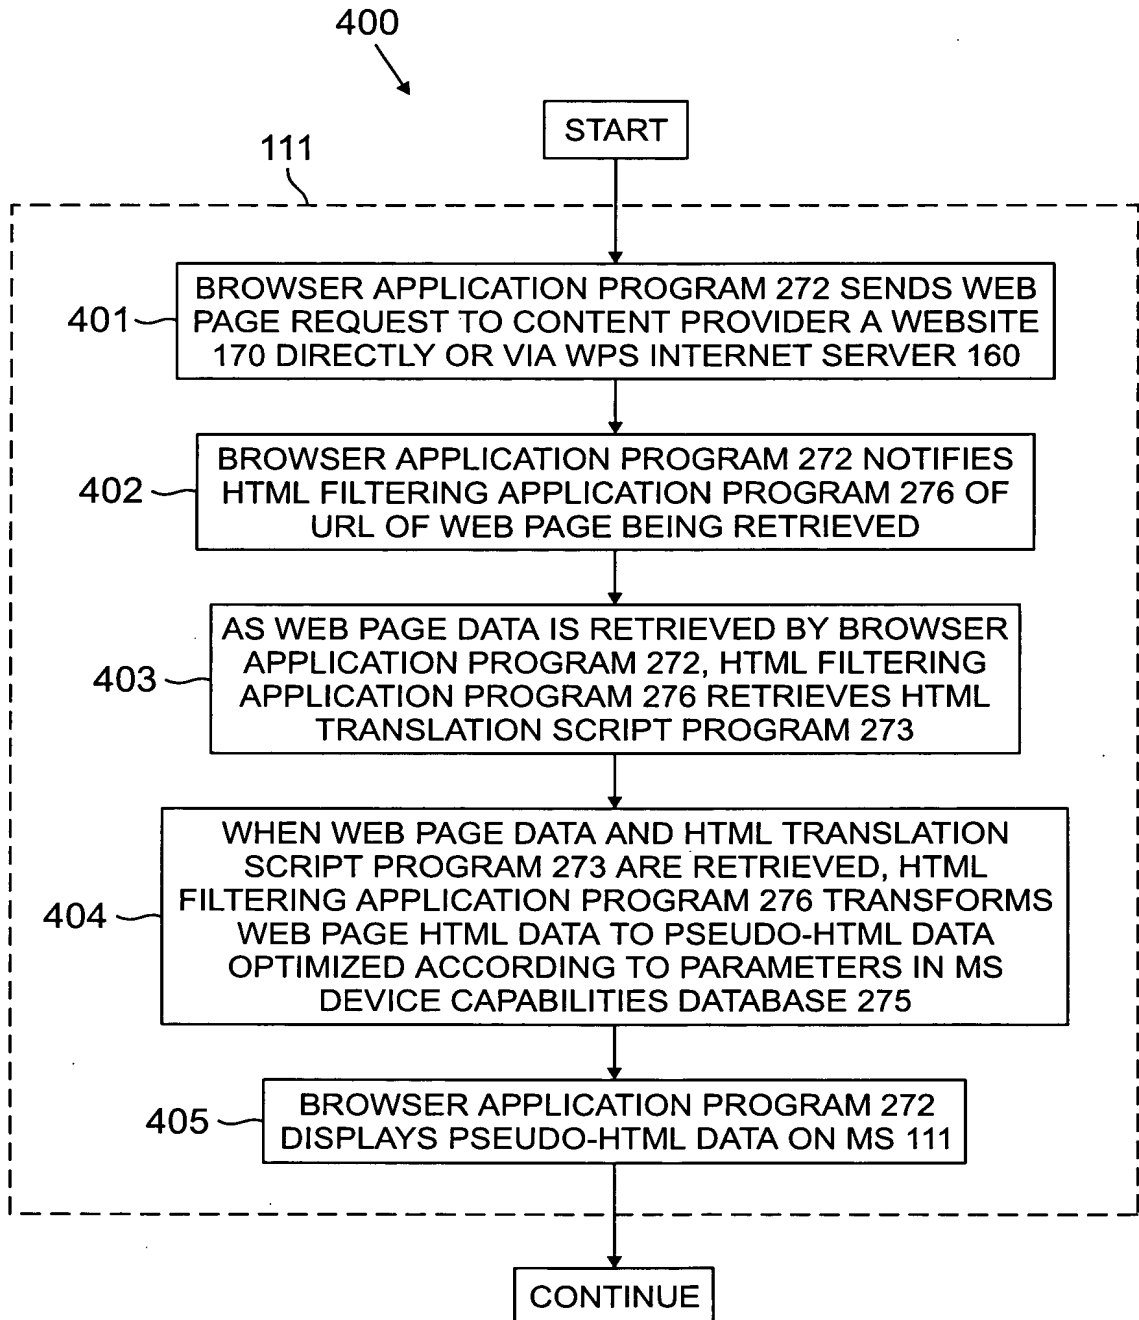 400
START
111
401
BROWSER APPLICATION PROGRAM 272 SENDS WEB
PAGE REQUEST TO CONTENT PROVIDER A WEBSITE
170 DIRECTLY OR VIA WPS INTERNET SERVER 160
402
BROWSER APPLICATION PROGRAM 272 NOTIFIES
HTML FILTERING APPLICATION PROGRAM 276 OF
URL OF WEB PAGE BEING RETRIEVED
403
AS WEB PAGE DATA IS RETRIEVED BY BROWSER
APPLICATION PROGRAM 272, HTML FILTERING
APPLICATION PROGRAM 276 RETRIEVES HTML
TRANSLATION SCRIPT PROGRAM 273
404
WHEN WEB PAGE DATA AND HTML TRANSLATION
SCRIPT PROGRAM 273 ARE RETRIEVED, HTML
FILTERING APPLICATION PROGRAM 276 TRANSFORMS
WEB PAGE HTML DATA TO PSEUDO-HTML DATA
OPTIMIZED ACCORDING TO PARAMETERS IN MS
DEVICE CAPABILITIES DATABASE 275
405
BROWSER APPLICATION PROGRAM 272
DISPLAYS PSEUDO-HTML DATA ON MS 111
CONTINUE